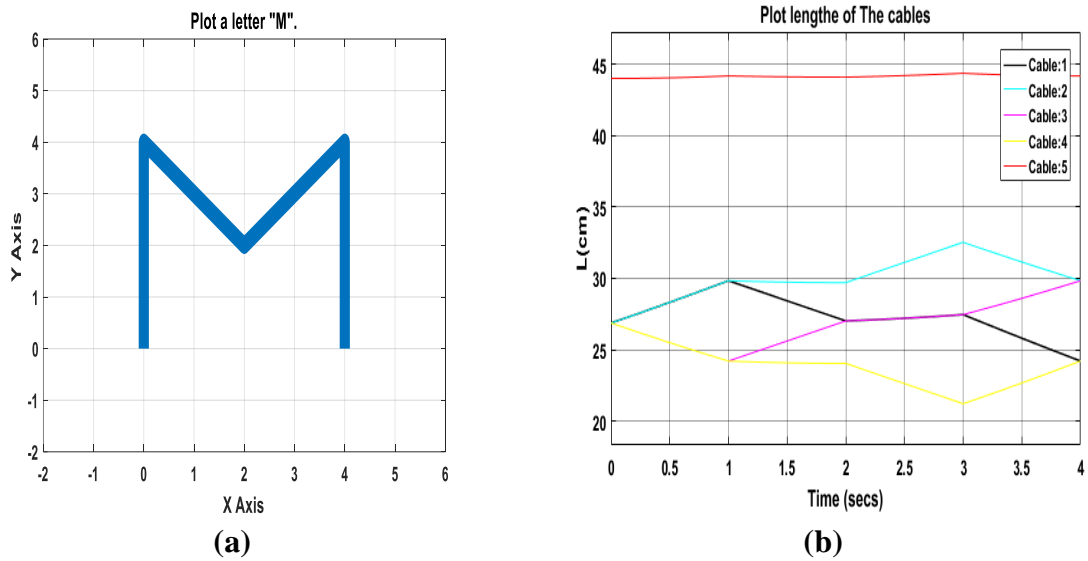 Plot a letter "M".
6
5
4
3
2
1
0
-1
-2
-2 -1 0 1 2 3 4 5 6
Y Axis
X Axis
(a)
Plot lengthe of The cables
45
40
35
30
25
20
0 0.5 1 1.5 2 2.5 3 3.5 4
L(cm)
Time (secs)
Cable:1
Cable:2
Cable:3
Cable:4
Cable:5
(b)